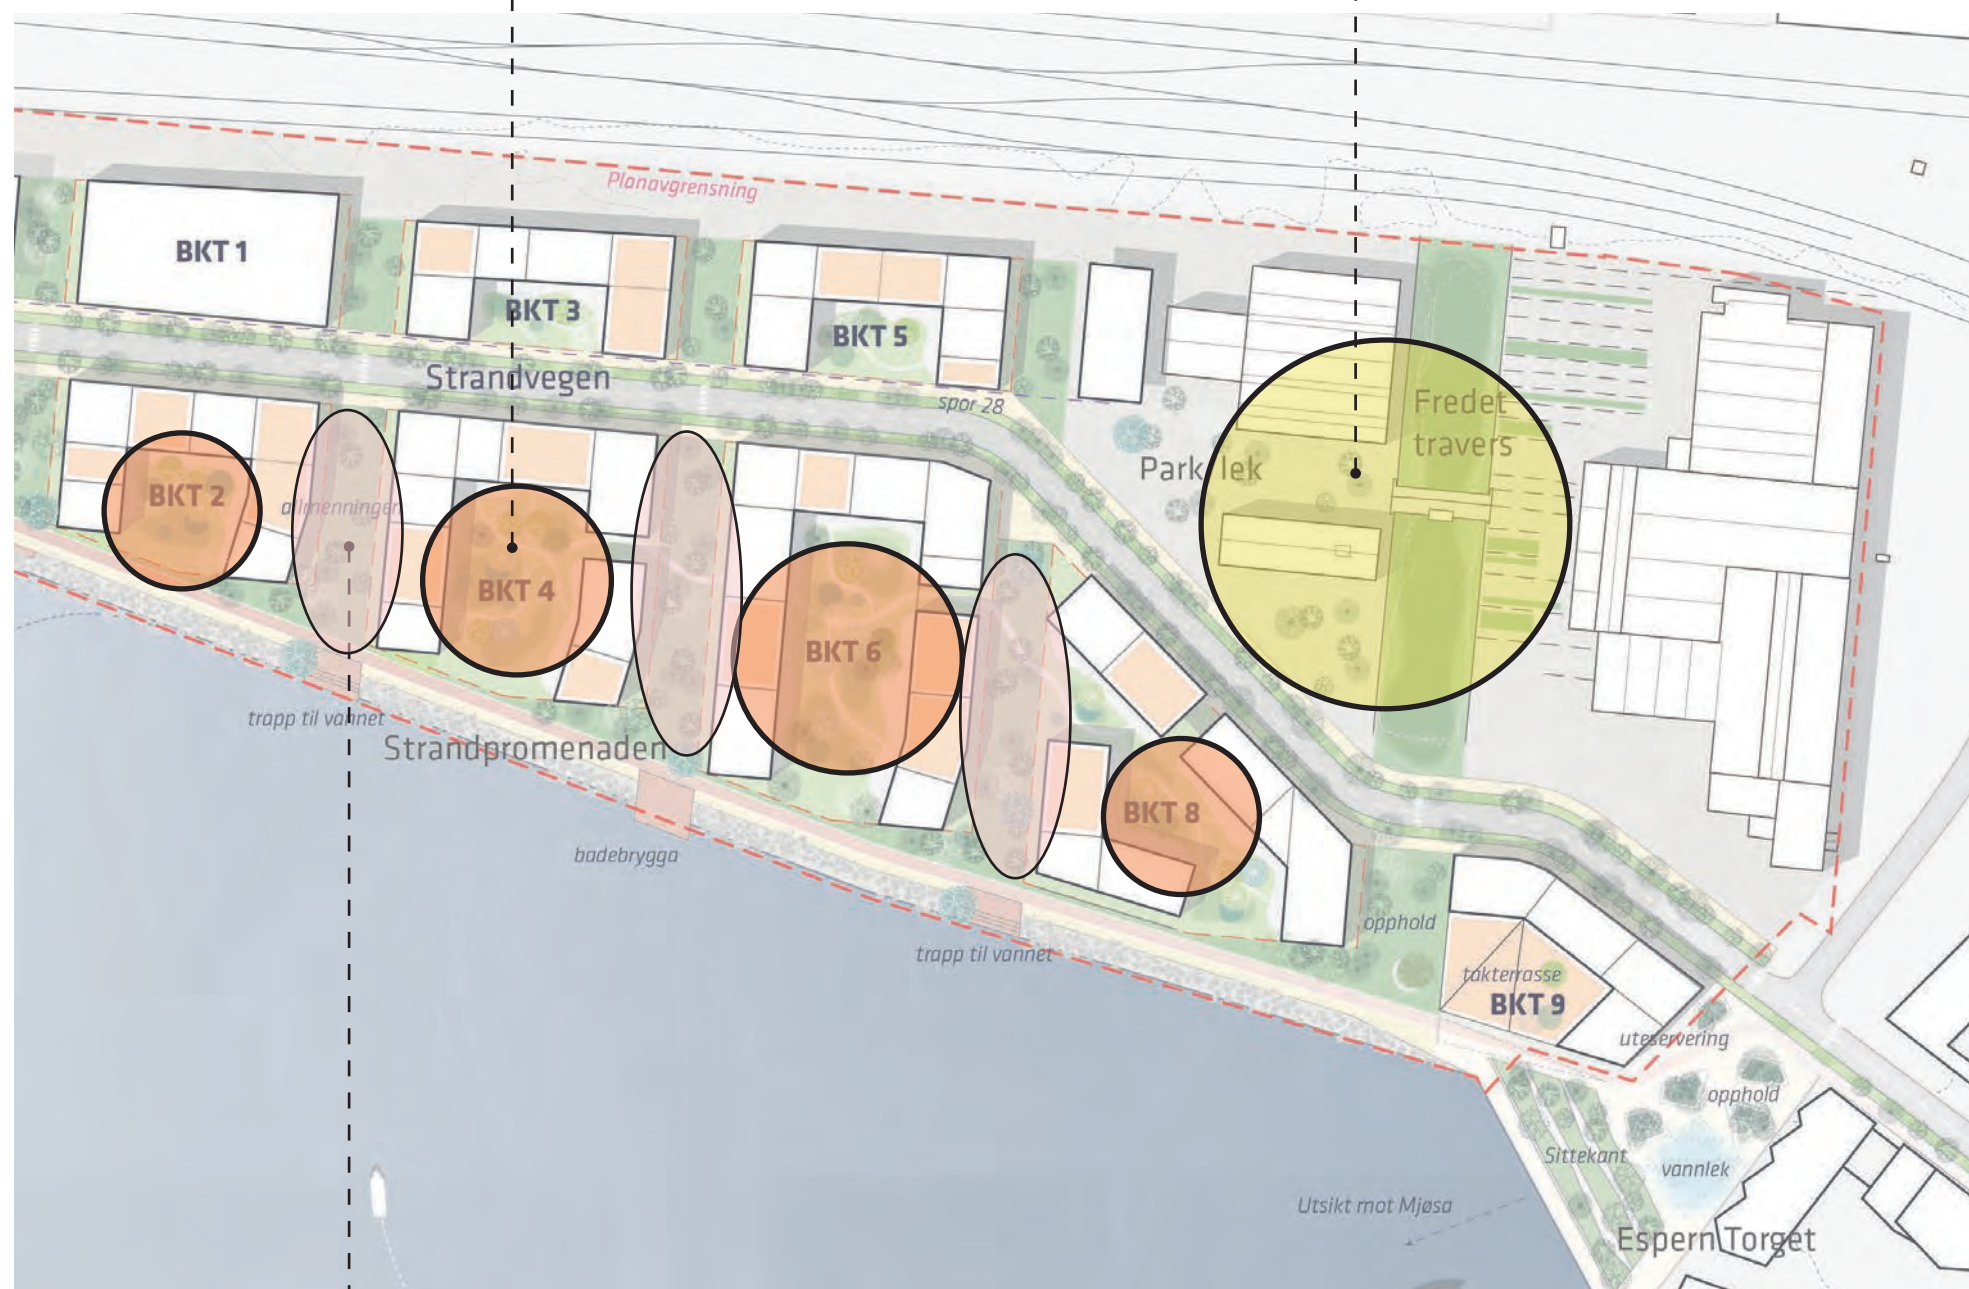 Planavgrensning
BKT 1
BKT 3
BKT 5
Strandvegen
spor 28
Fredet
travers
Park/lek
BKT 2
allmenningen
BKT 4
BKT 6
trapp til vannet
Strandpromenaden
BKT 8
badebrygga
opphold
trapp til vannet
takterrasse
BKT 9
uteservering
opphold
Sittekant
vannlek
Utsikt mot Mjøsa
Espern Torget